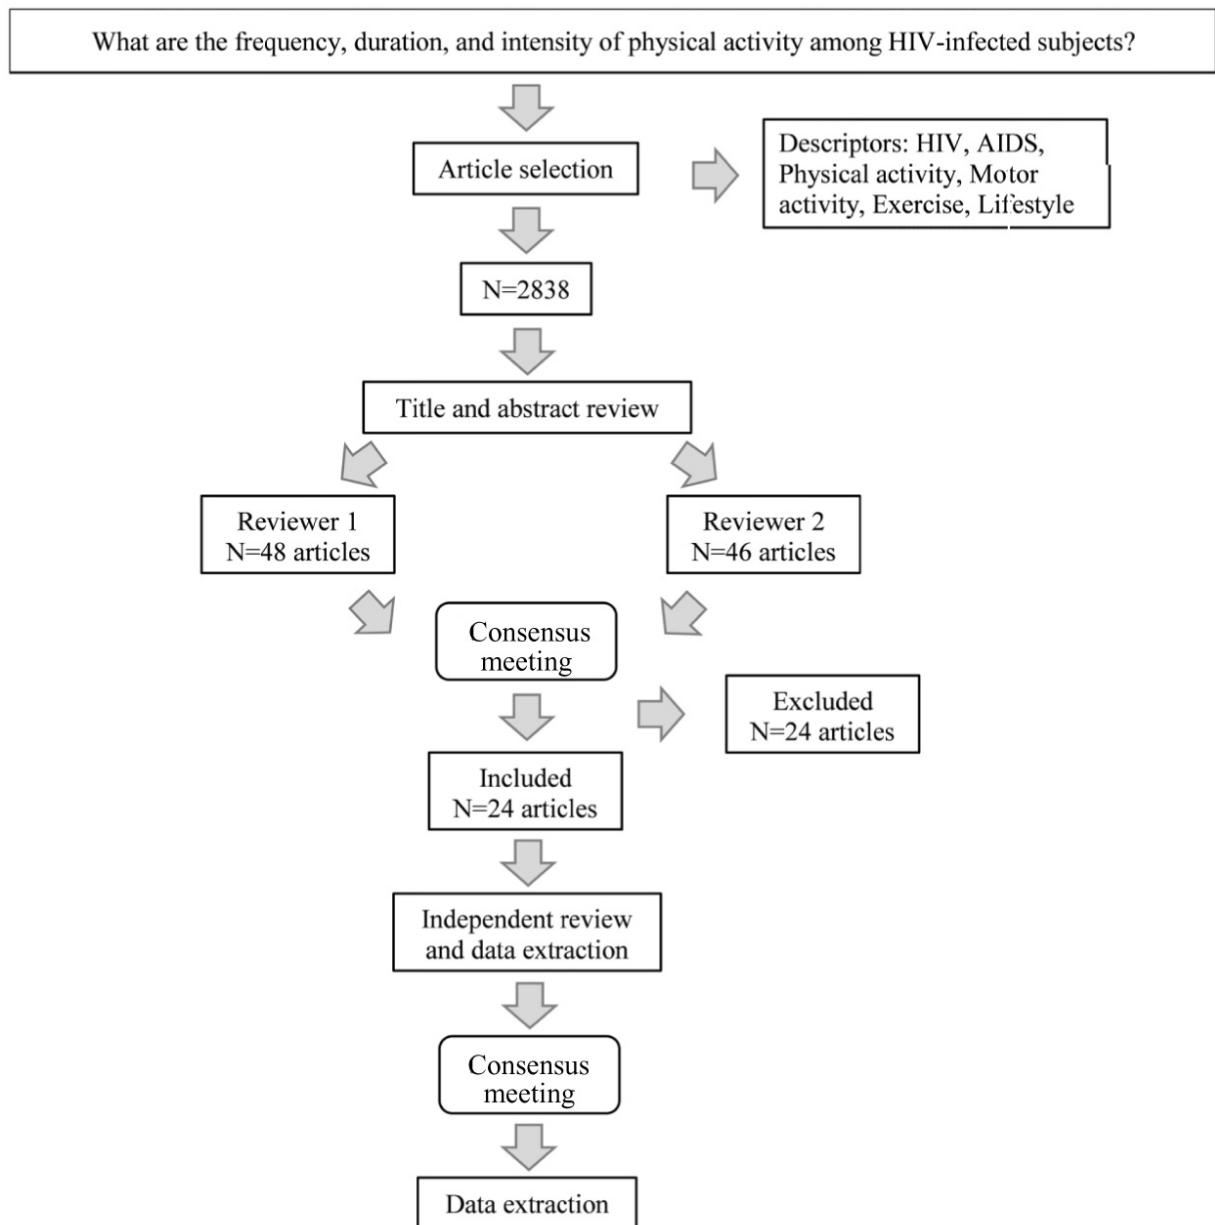 What are the frequency, duration, and intensity of physical activity among HIV-infected subjects?
Article selection
Descriptors: HIV, AIDS,
Physical activity, Motor
activity, Exercise, Lifestyle
N=2838
Title and abstract review
Reviewer 1
N=48 articles
Reviewer 2
N=46 articles
Consensus
meeting
Excluded
N=24 articles
Included
N=24 articles
Independent review
and data extraction
Consensus
meeting
Data extraction